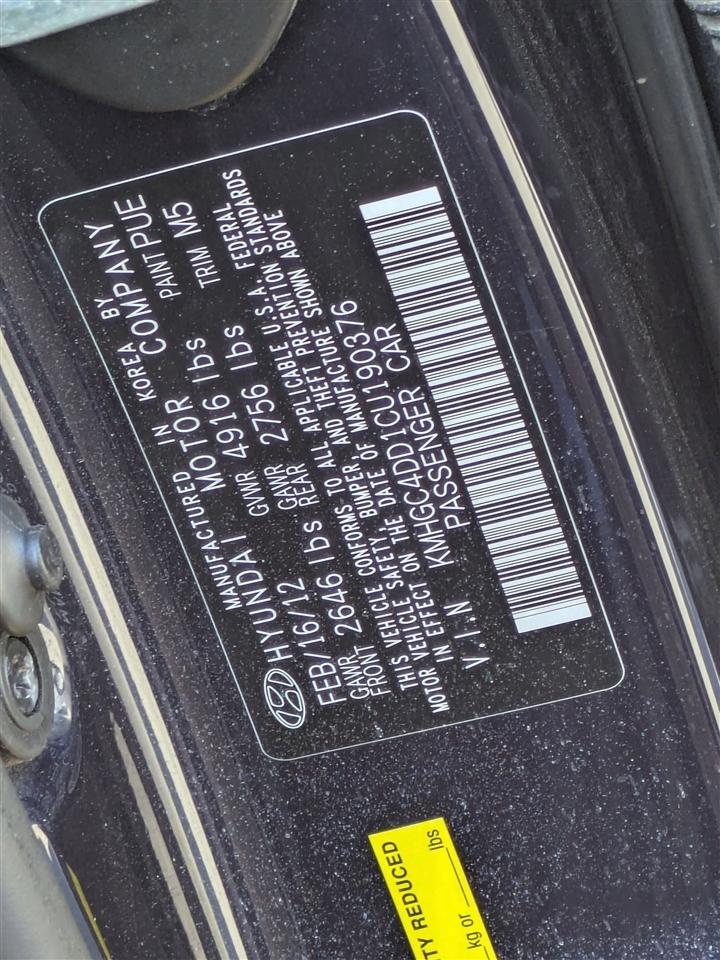 MANUFACTURED IN KOREA BY
HYUNDAI MOTOR COMPANY
FEB/16/12 GVWR 4916 lbs PAINT PUE
GAWR FRONT 2646 lbs GAWR REAR 2756 lbs TRIM M5
THIS VEHICLE CONFORMS TO ALL APPLICABLE U.S.A. FEDERAL
MOTOR VEHICLE SAFETY, BUMPER AND THEFT PREVENTION STANDARDS
IN EFFECT ON THE DATE OF MANUFACTURE SHOWN ABOVE
V.I.N KMHGC4DD1CU190376
PASSENGER CAR
TY REDUCED
kg or lbs